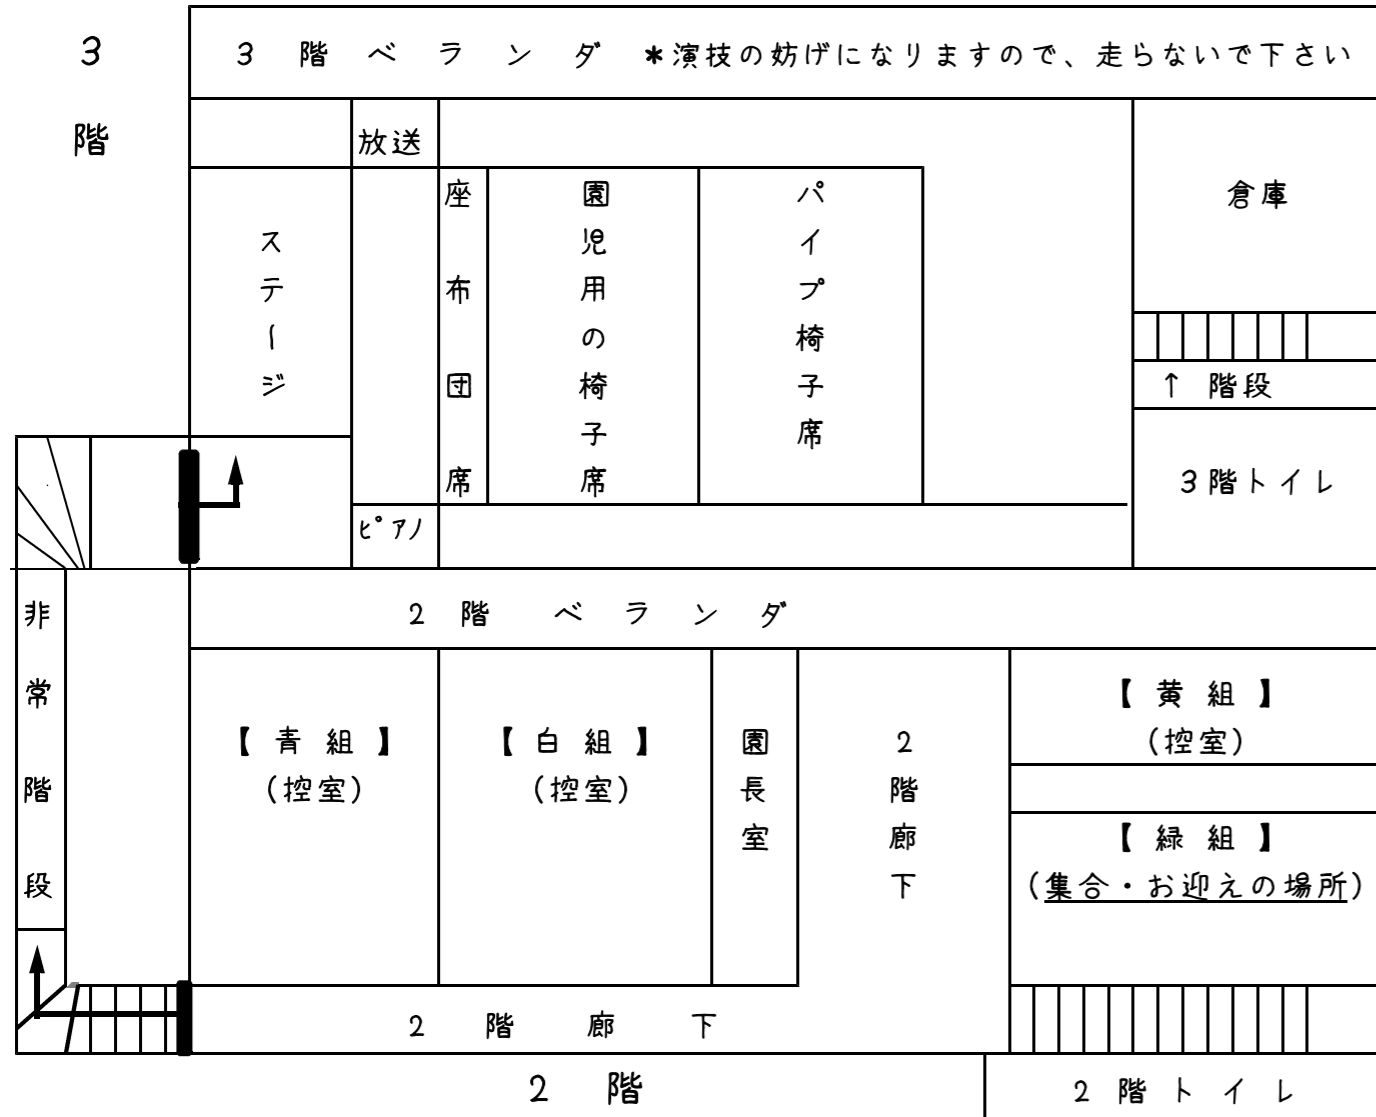 3階
3階ベランダ *演技の妨げになりますので、走らないで下さい
放送
ステージ
座布団席
園児用の椅子席
パイプ椅子席
倉庫
↑ 階段
3階トイレ
ピアノ
非常階段
2階 ベランダ
【青組】
(控室)
【白組】
(控室)
園長室
2階廊下
【黄組】
(控室)
【緑組】
(集合・お迎えの場所)
2階廊下
2階
2階トイレ